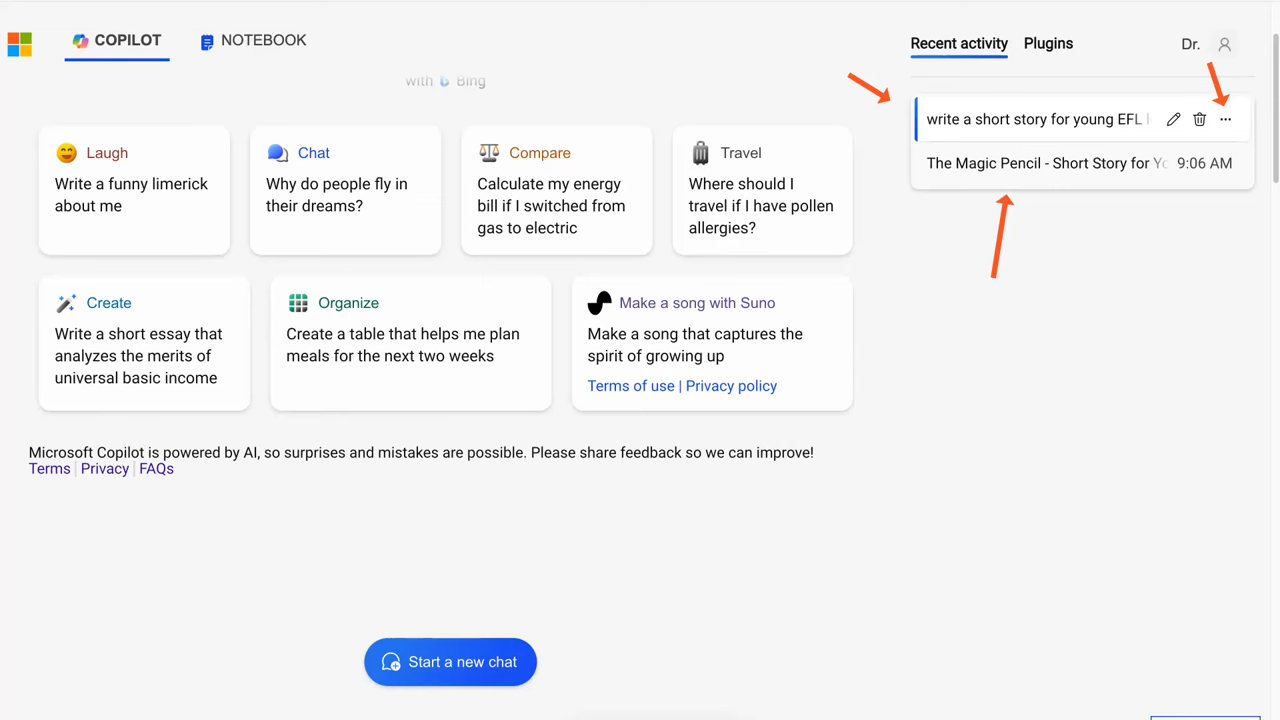 COPILOT
NOTEBOOK
Recent activity
Plugins
Dr.
with Bing
write a short story for young EFL
The Magic Pencil - Short Story for
9:06 AM
Laugh
Write a funny limerick
about me
Chat
Why do people fly in
their dreams?
Compare
Calculate my energy
bill if I switched from
gas to electric
Travel
Where should I
travel if I have pollen
allergies?
Create
Write a short essay that
analyzes the merits of
universal basic income
Organize
Create a table that helps me plan
meals for the next two weeks
Make a song with Suno
Make a song that captures the
spirit of growing up
Terms of use | Privacy policy
Microsoft Copilot is powered by AI, so surprises and mistakes are possible. Please share feedback so we can improve!
Terms | Privacy | FAQs
Start a new chat